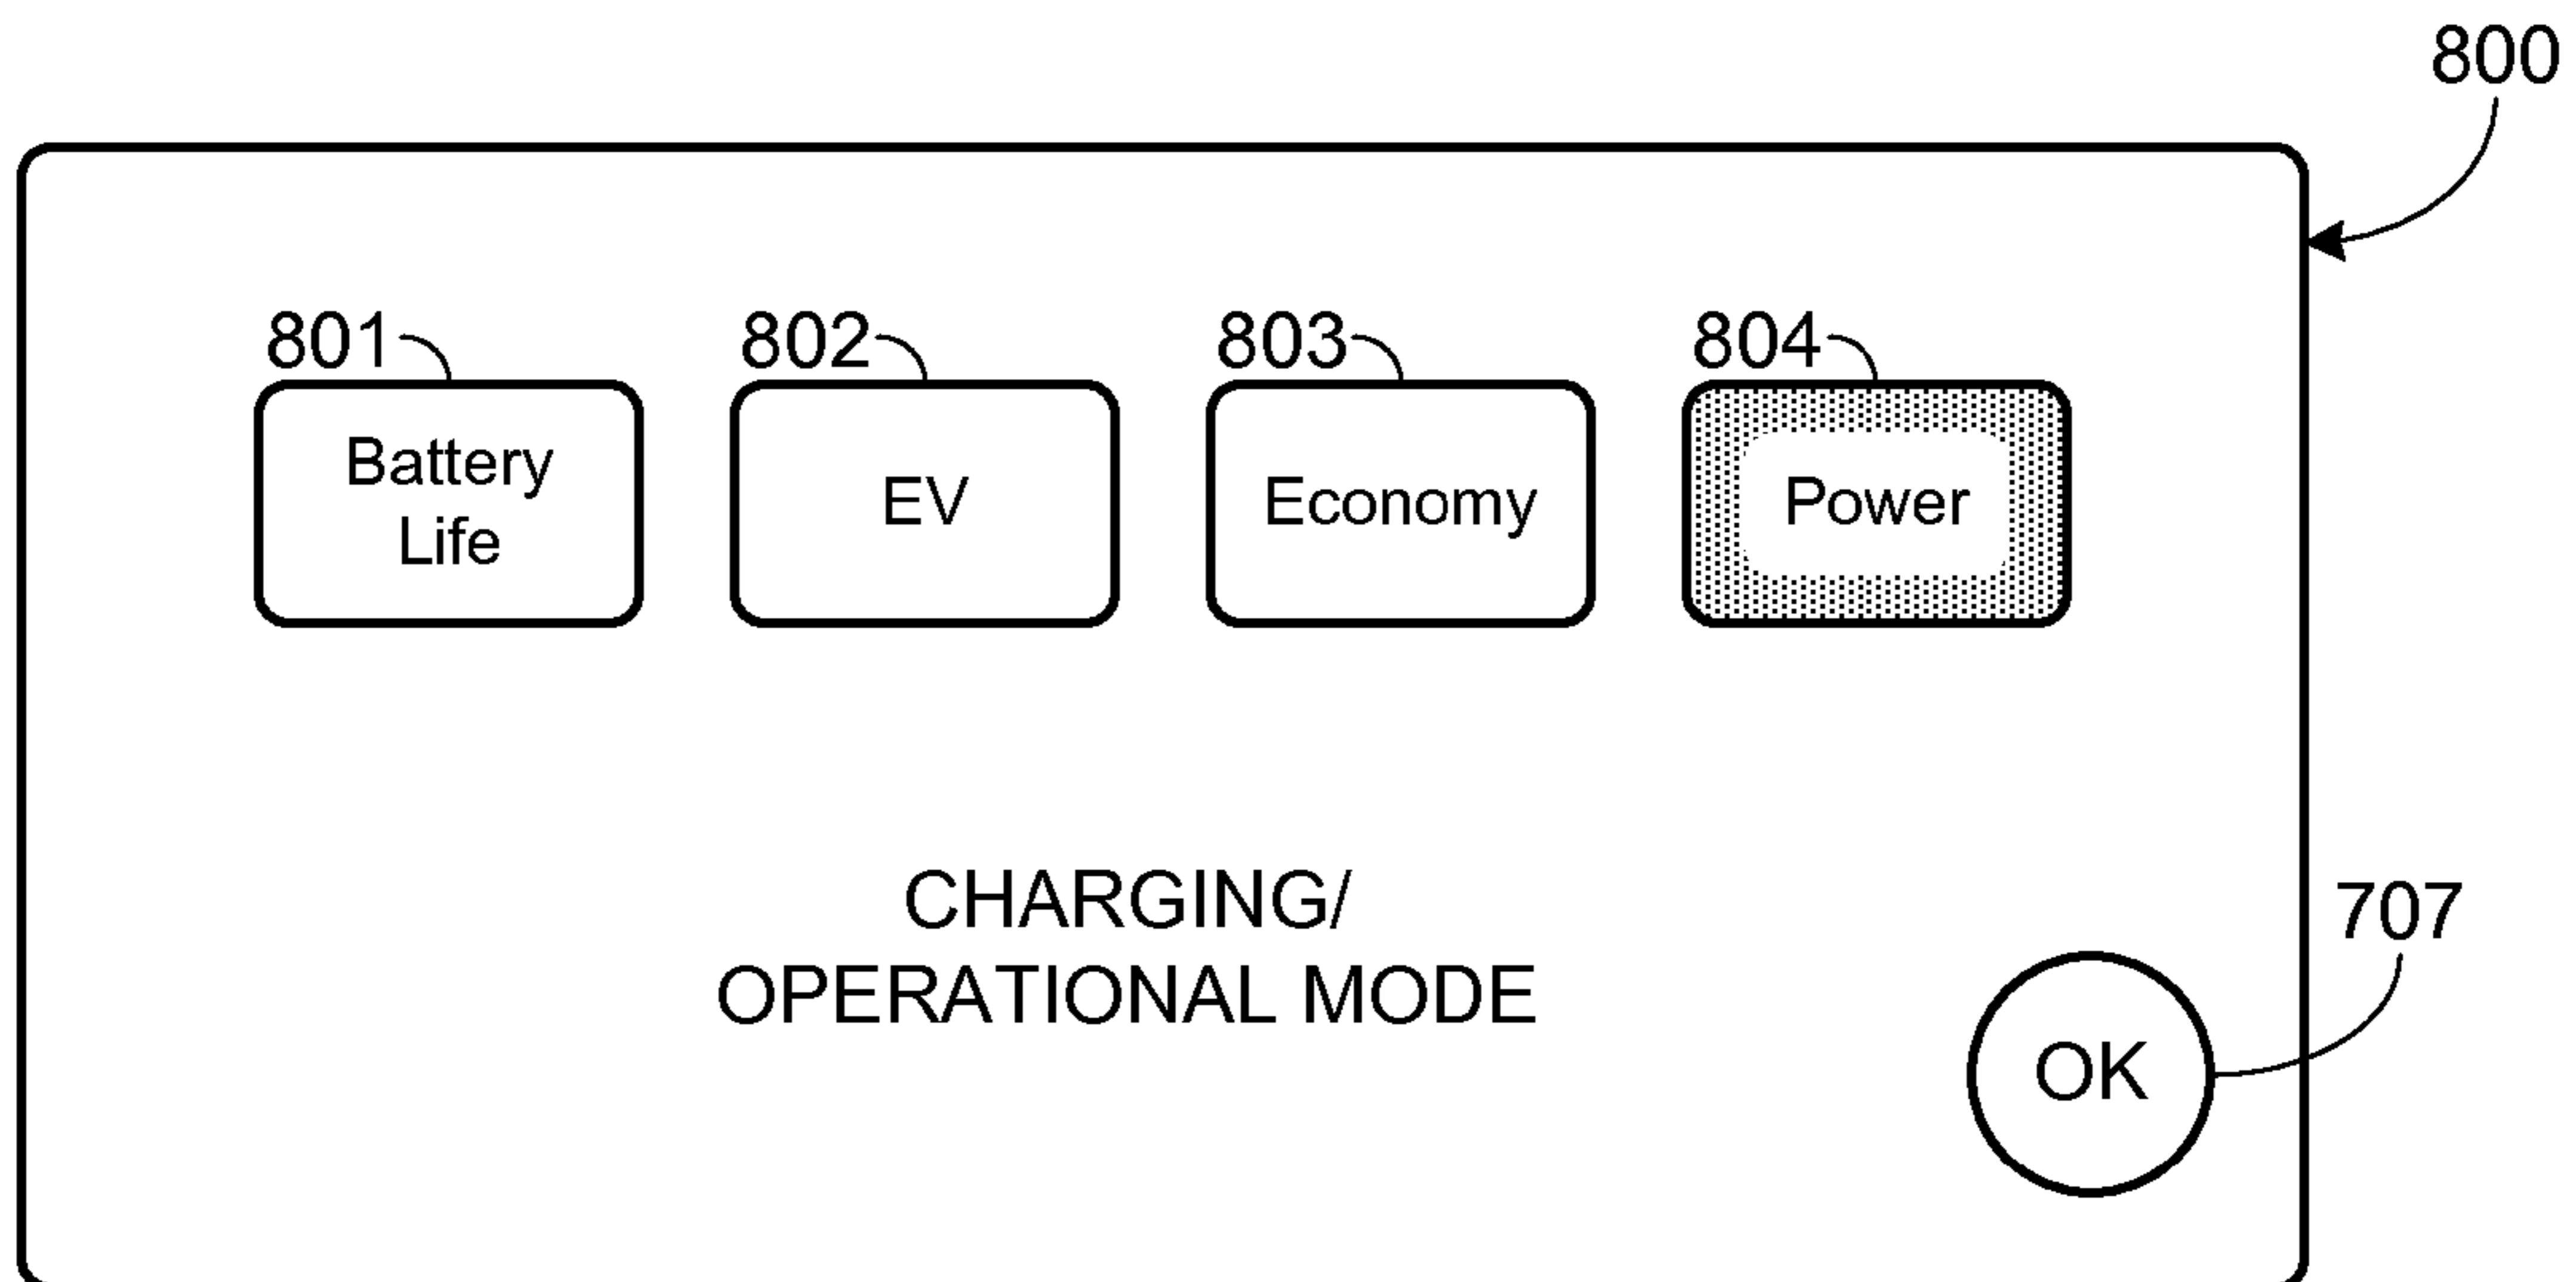 800
801 802 803 804
Battery
Life
EV
Economy
Power
CHARGING/
OPERATIONAL MODE
707
OK